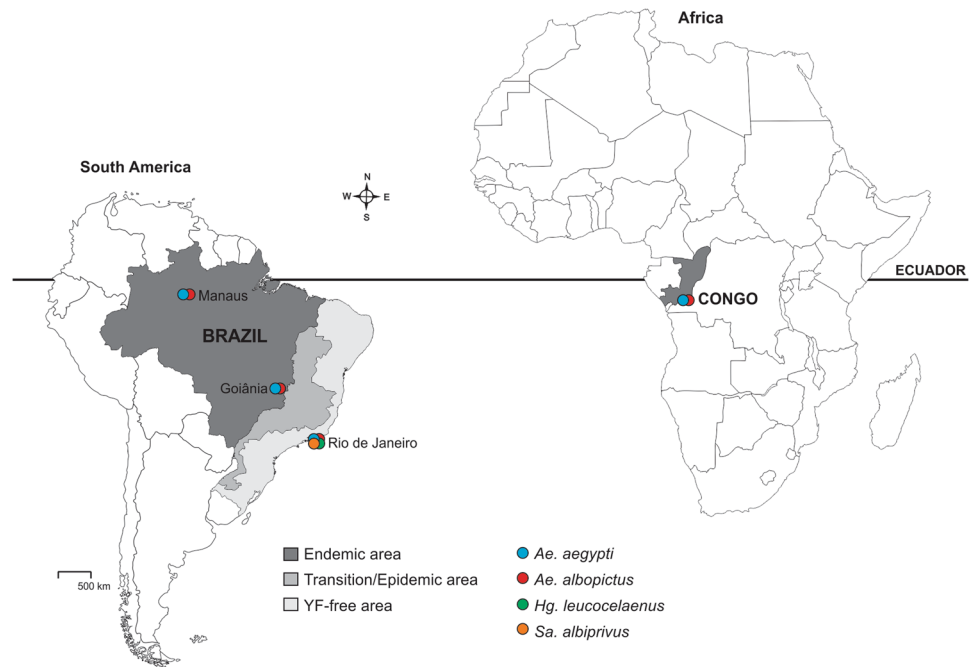 Africa
South America
N
W E
S
ECUADOR
Manaus
CONGO
BRAZIL
Goiânia
Rio de Janeiro
Endemic area
Transition/Epidemic area
YF-free area
500 km
Ae. aegypti
Ae. albopictus
Hg. leucocelaenus
Sa. albiprivus